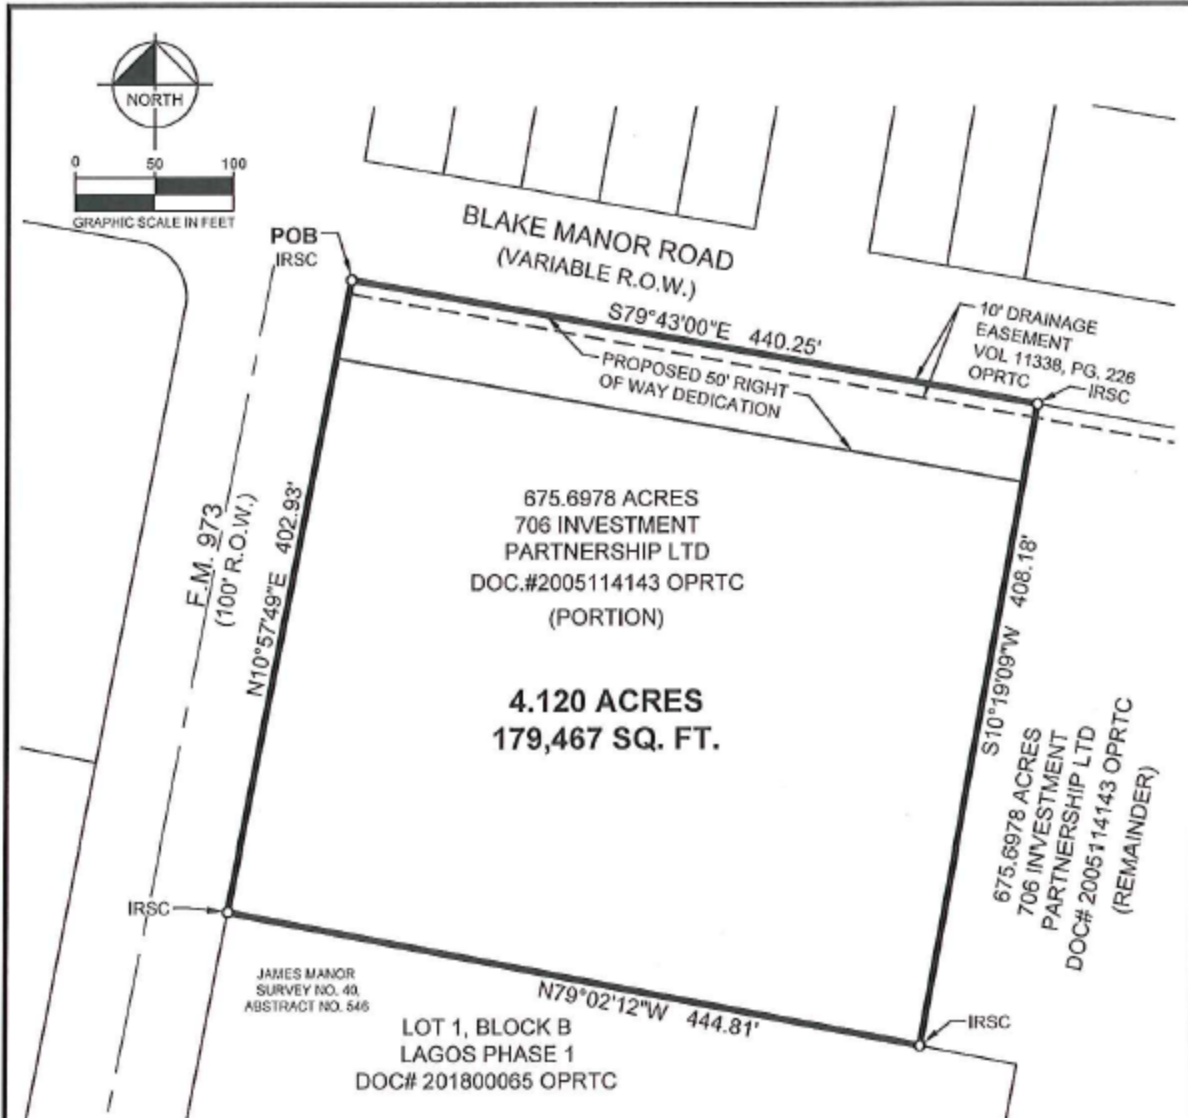 NORTH
0 50 100
GRAPHIC SCALE IN FEET
POB
IRSC
BLAKE MANOR ROAD
(VARIABLE R.O.W.)
S79°43'00"E 440.25'
10' DRAINAGE
EASEMENT
VOL 11338, PG. 226
OPRTC
IRSC
PROPOSED 50' RIGHT
OF WAY DEDICATION
F.M. 973
(100' R.O.W.)
N10°57'49"E 402.93'
675.6978 ACRES
706 INVESTMENT
PARTNERSHIP LTD
DOC.#2005114143 OPRTC
(PORTION)
4.120 ACRES
179,467 SQ. FT.
S10°19'09"W 408.18'
675.6978 ACRES
706 INVESTMENT
PARTNERSHIP LTD
DOC# 2005114143 OPRTC
(REMAINDER)
IRSC
JAMES MANOR
SURVEY NO. 40,
ABSTRACT NO. 546
N79°02'12"W 444.81'
IRSC
LOT 1, BLOCK B
LAGOS PHASE 1
DOC# 201800065 OPRTC